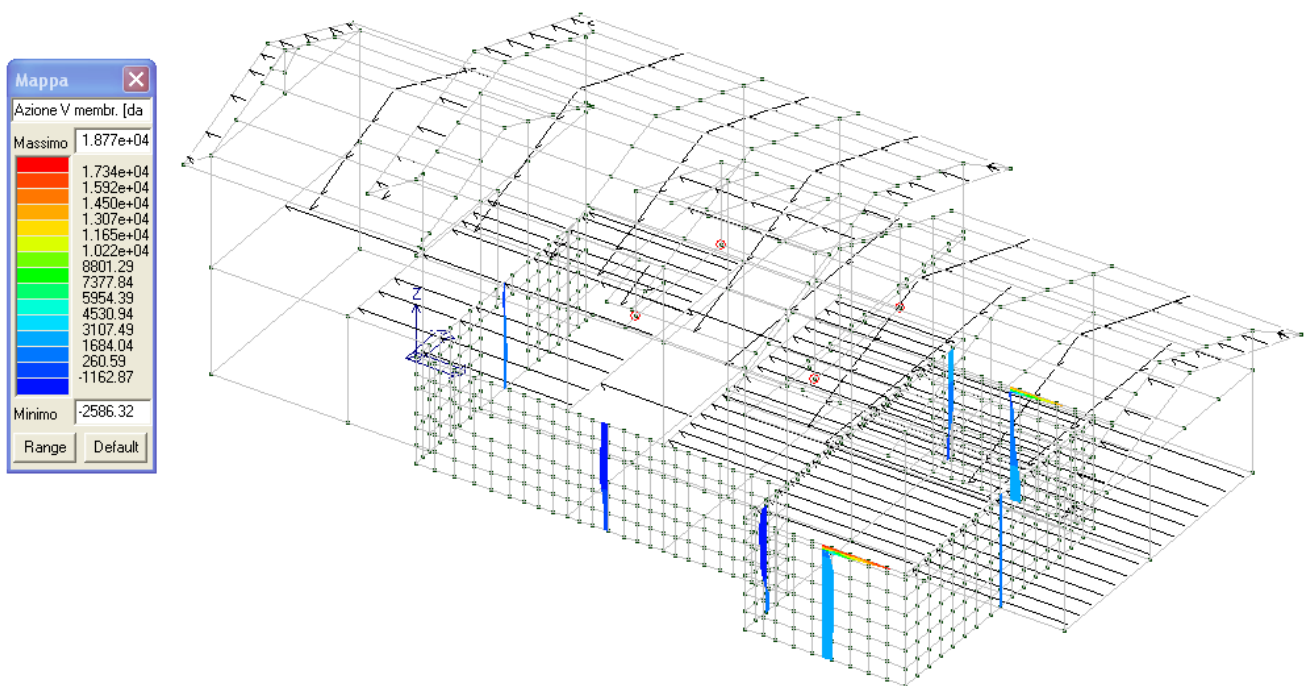 Mappa
Azione V membr. [da
Massimo 1.877e+04
1.734e+04
1.592e+04
1.450e+04
1.307e+04
1.165e+04
1.022e+04
8801.29
7377.84
5954.39
4530.94
3107.49
1684.04
260.59
-1162.87
Minimo -2586.32
Range Default
Z